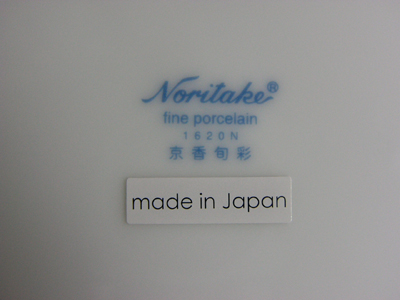 Noritake®
fine porcelain
1620N
京香旬彩
made in Japan